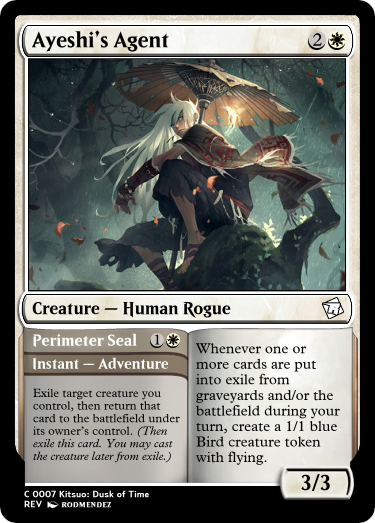 Ayeshi's Agent 2
Creature — Human Rogue
Perimeter Seal 1
Instant — Adventure
Exile target creature you
control, then return that
card to the battlefield under
its owner's control. (Then
exile this card. You may cast
the creature later from exile.)
Whenever one or
more cards are put
into exile from
graveyards and/or the
battlefield during your
turn, create a 1/1 blue
Bird creature token
with flying.
3/3
C 0007 Kitsuo: Dusk of Time
REV RODMENDEZ